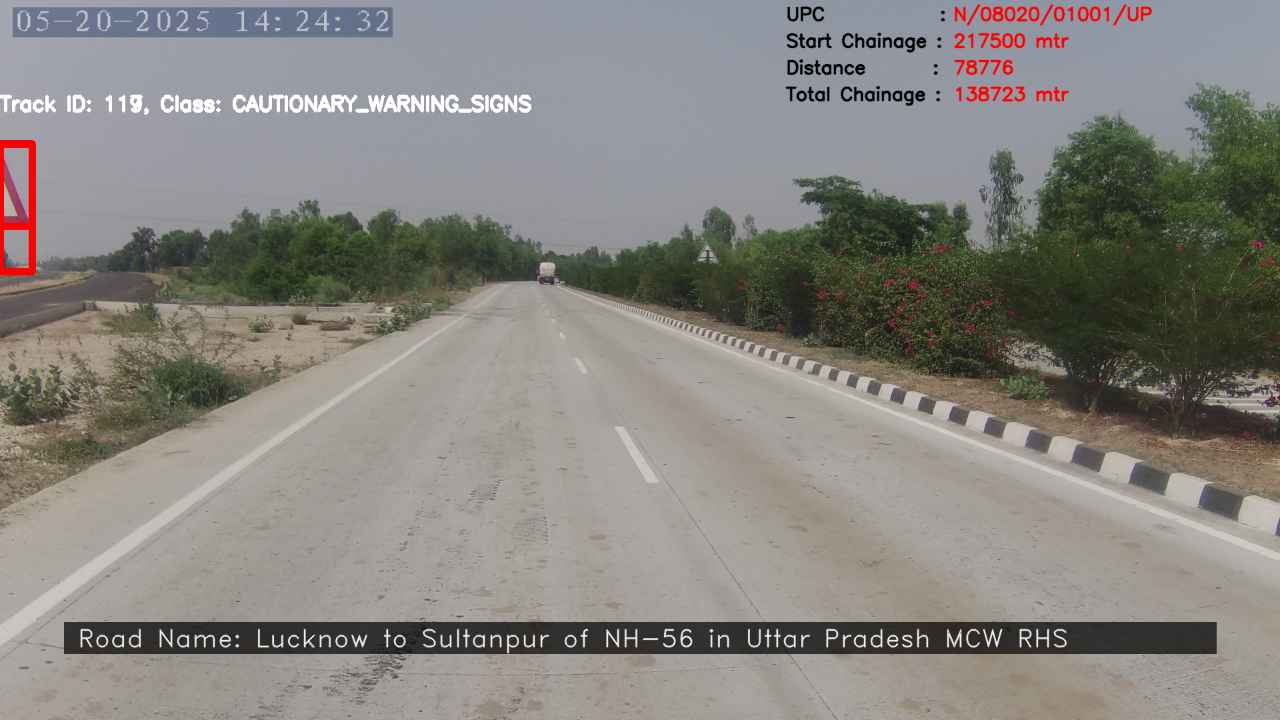 05-20-2025 14:24:32
UPC : N/08020/01001/UP
Start Chainage : 217500 mtr
Distance : 78776
Total Chainage : 138723 mtr
Track ID: 119, Class: CAUTIONARY_WARNING_SIGNS
Road Name: Lucknow to Sultanpur of NH-56 in Uttar Pradesh MCW RHS